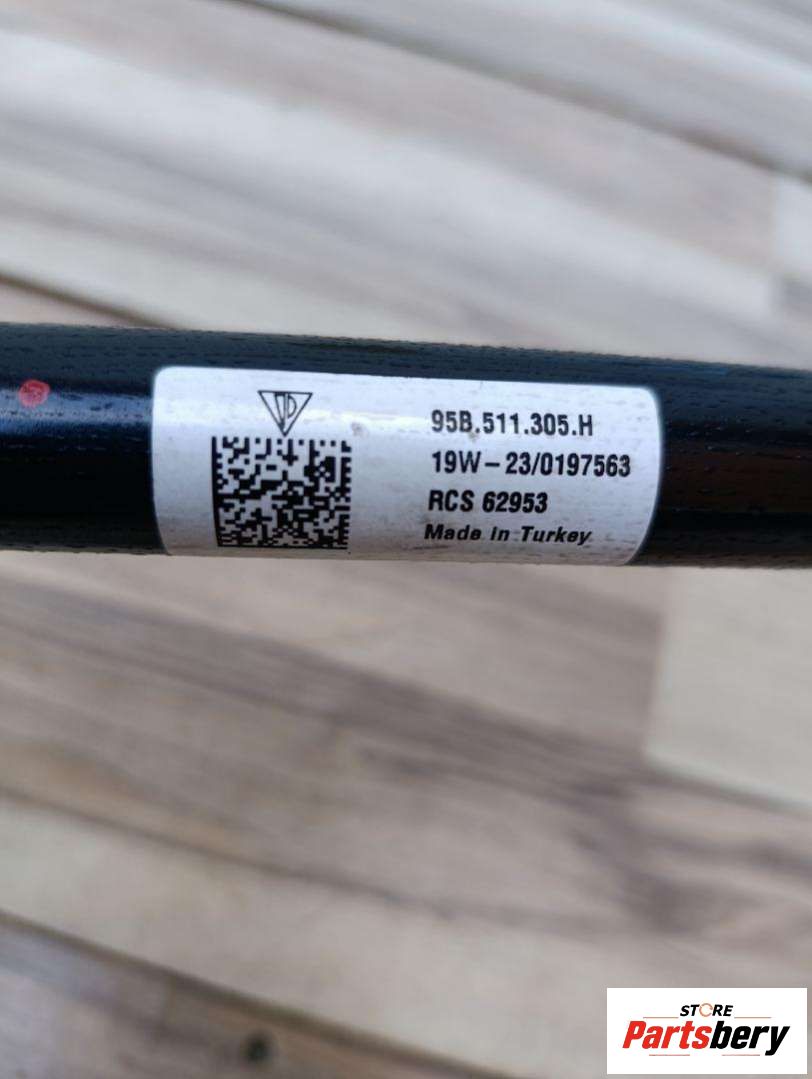 95B.511.305.H
19W-23/0197563
RCS 62953
Made in Turkey
STORE
Partsbery